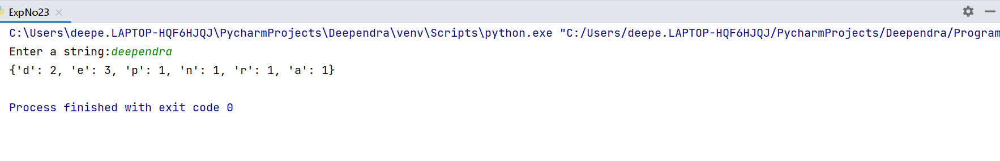 ExpNo23
C:\Users\deepe.LAPTOP-HQF6HJQJ\PycharmProjects\Deependra\venv\Scripts\python.exe "C:/Users/deepe.LAPTOP-HQF6HJQJ/PycharmProjects/Deependra/Program
Enter a string:deependra
{'d': 2, 'e': 3, 'p': 1, 'n': 1, 'r': 1, 'a': 1}
Process finished with exit code 0